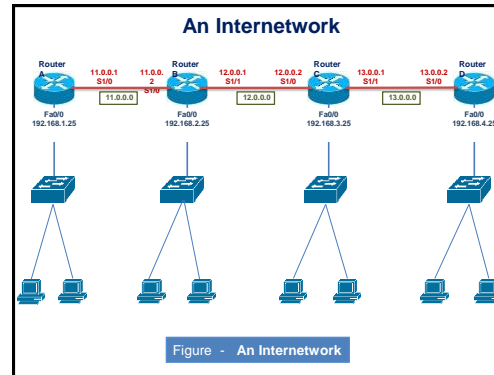 An Internetwork
Router A
11.0.0.1
S1/0
11.0.0.2
S1/0
Router B
12.0.0.1
S1/1
12.0.0.2
S1/0
Router C
13.0.0.1
S1/1
13.0.0.2
S1/0
Router D
11.0.0.0
12.0.0.0
13.0.0.0
Fa0/0
192.168.1.25
Fa0/0
192.168.2.25
Fa0/0
192.168.3.25
Fa0/0
192.168.4.25
Figure - An Internetwork